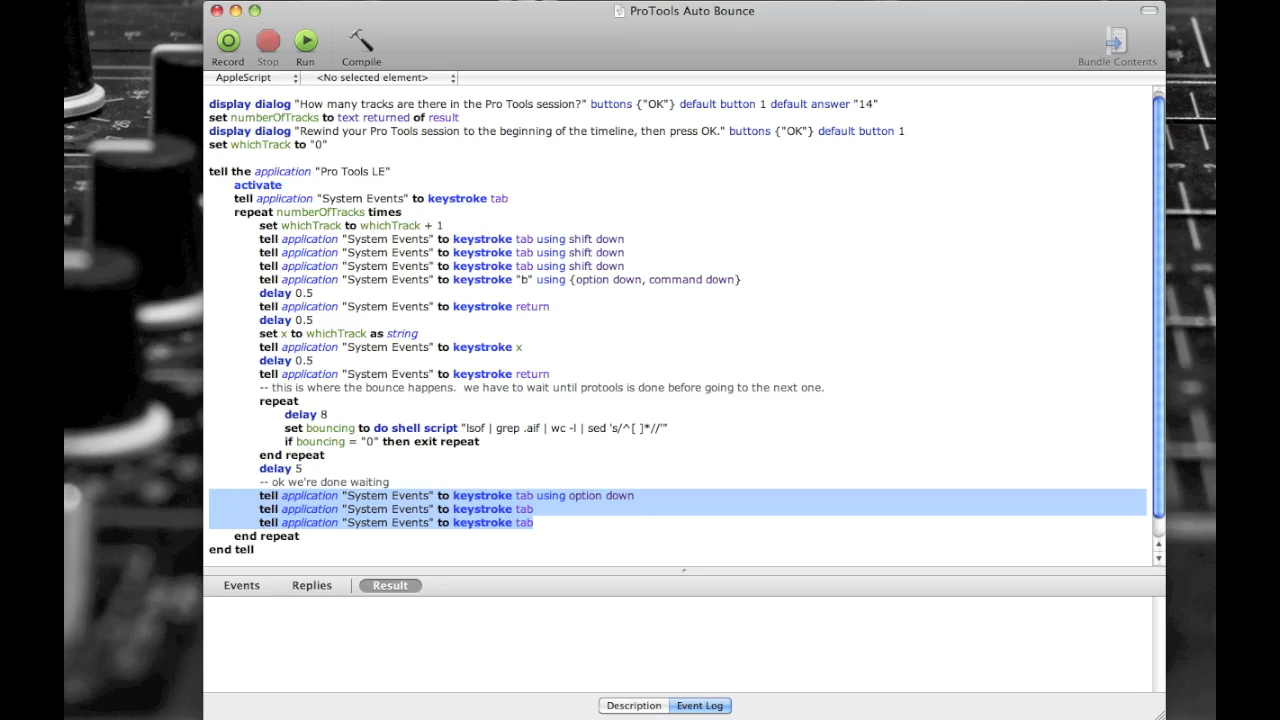 ProTools Auto Bounce
Record Stop Run Compile Bundle Contents
AppleScript <No selected element>
display dialog "How many tracks are there in the Pro Tools session?" buttons {"OK"} default button 1 default answer "14"
set numberOfTracks to text returned of result
display dialog "Rewind your Pro Tools session to the beginning of the timeline, then press OK." buttons {"OK"} default button 1
set whichTrack to "0"
tell the application "Pro Tools LE"
activate
tell application "System Events" to keystroke tab
repeat numberOfTracks times
set whichTrack to whichTrack + 1
tell application "System Events" to keystroke tab using shift down
tell application "System Events" to keystroke tab using shift down
tell application "System Events" to keystroke tab using shift down
tell application "System Events" to keystroke "b" using {option down, command down}
delay 0.5
tell application "System Events" to keystroke return
delay 0.5
set x to whichTrack as string
tell application "System Events" to keystroke x
delay 0.5
tell application "System Events" to keystroke return
-- this is where the bounce happens. we have to wait until protools is done before going to the next one.
repeat
delay 8
set bouncing to do shell script "lsof | grep .aif | wc -l | sed 's/^[ ]*//'"
if bouncing = "0" then exit repeat
end repeat
delay 5
-- ok we're done waiting
tell application "System Events" to keystroke tab using option down
tell application "System Events" to keystroke tab
tell application "System Events" to keystroke tab
end repeat
end tell
Events Replies Result
Description Event Log